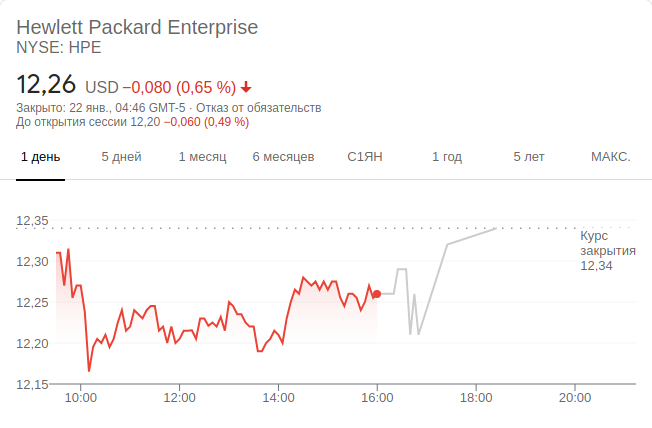 Hewlett Packard Enterprise
NYSE: HPE
12,26 USD −0,080 (0,65 %)
Закрыто: 22 янв., 04:46 GMT-5 · Отказ от обязательств
До открытия сессии 12,20 −0,060 (0,49 %)
1 день 5 дней 1 месяц 6 месяцев С1ЯН 1 год 5 лет МАКС.
12,35
Курс
закрытия
12,34
12,30
12,25
12,20
12,15
10:00 12:00 14:00 16:00 18:00 20:00